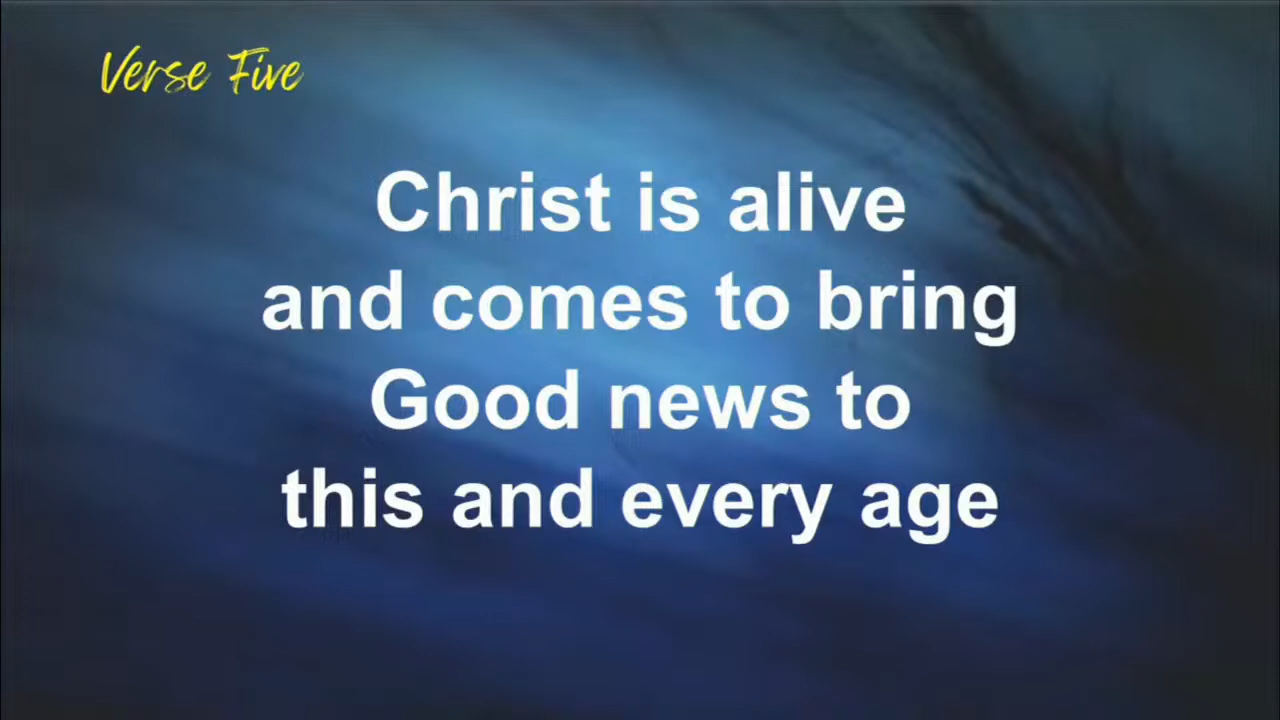 Verse Five
Christ is alive
and comes to bring
Good news to
this and every age